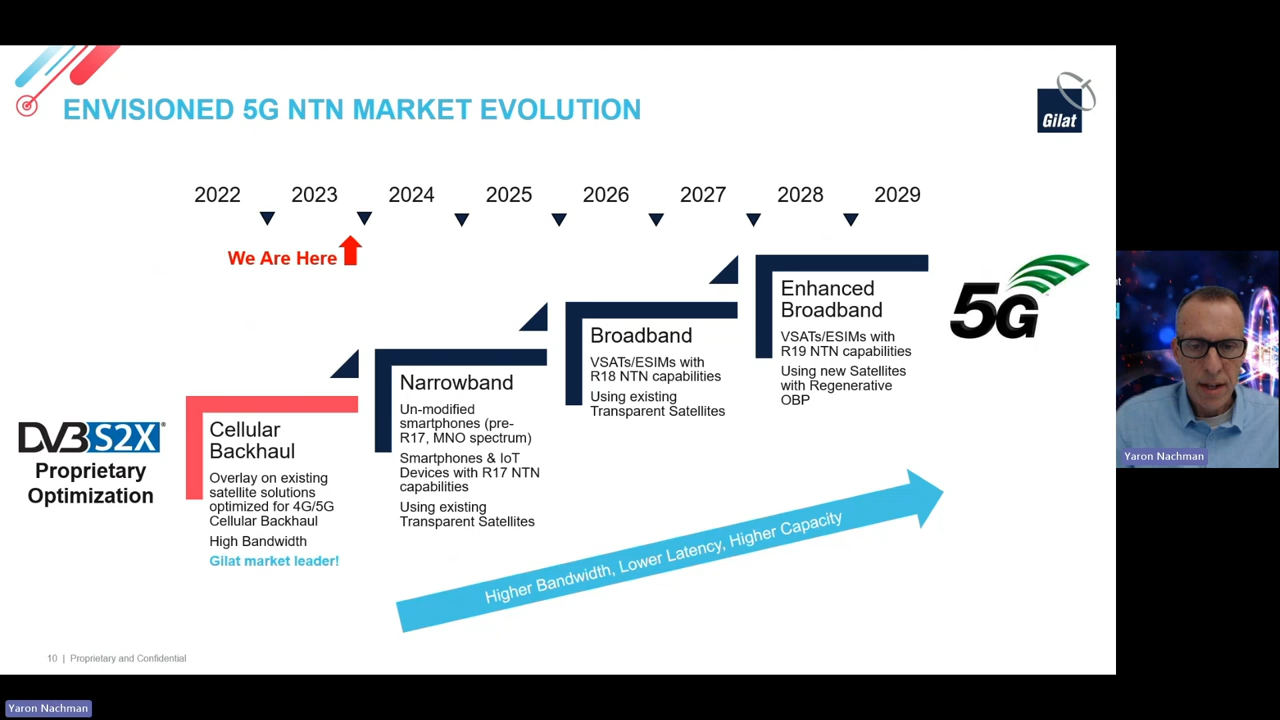 ENVISIONED 5G NTN MARKET EVOLUTION
Gilat
2022 2023 2024 2025 2026 2027 2028 2029
We Are Here
DVB S2X®
Proprietary
Optimization
Cellular
Backhaul
Overlay on existing
satellite solutions
optimized for 4G/5G
Cellular Backhaul
High Bandwidth
Gilat market leader!
Narrowband
Un-modified
smartphones (pre-
R17, MNO spectrum)
Smartphones & IoT
Devices with R17 NTN
capabilities
Using existing
Transparent Satellites
Broadband
VSATs/ESIMs with
R18 NTN capabilities
Using existing
Transparent Satellites
Enhanced
Broadband
VSATs/ESIMs with
R19 NTN capabilities
Using new Satellites
with Regenerative
OBP
5G
Higher Bandwidth, Lower Latency, Higher Capacity
10 | Proprietary and Confidential
Yaron Nachman
Yaron Nachman